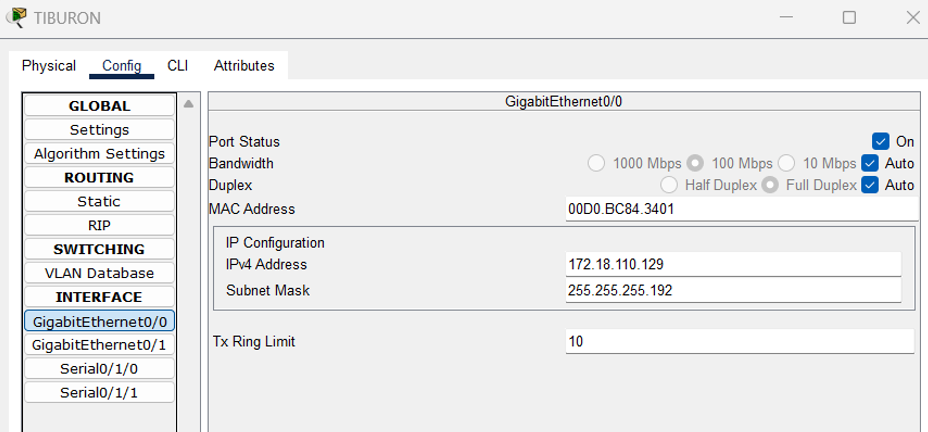 TIBURON
Physical Config CLI Attributes
GLOBAL
Settings
Algorithm Settings
ROUTING
Static
RIP
SWITCHING
VLAN Database
INTERFACE
GigabitEthernet0/0
GigabitEthernet0/1
Serial0/1/0
Serial0/1/1
GigabitEthernet0/0
Port Status On
Bandwidth 1000 Mbps 100 Mbps 10 Mbps Auto
Duplex Half Duplex Full Duplex Auto
MAC Address 00D0.BC84.3401
IP Configuration
IPv4 Address 172.18.110.129
Subnet Mask 255.255.255.192
Tx Ring Limit 10